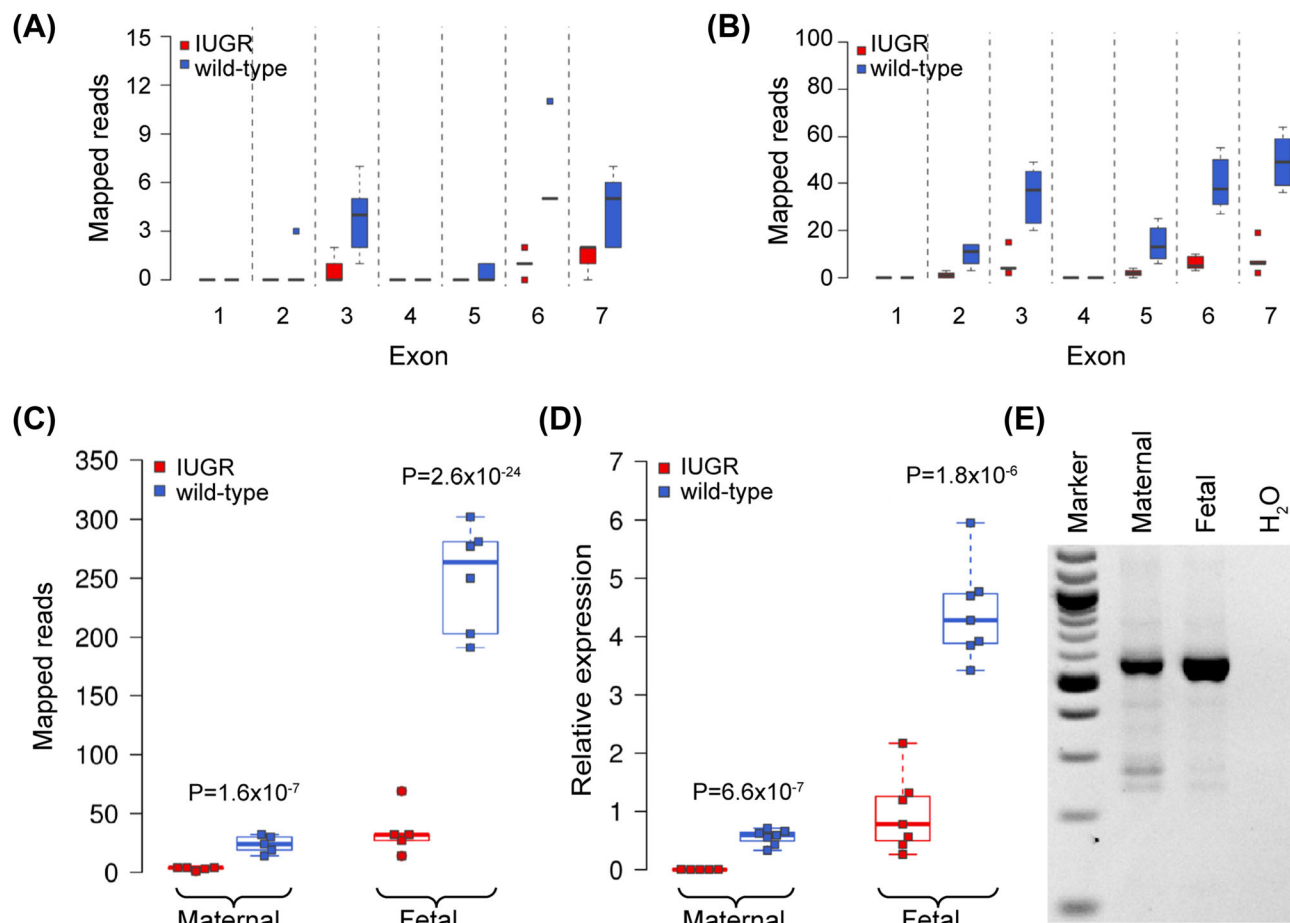 (A)
15
12
9
6
3
0
Mapped reads
IUGR
wild-type
1 2 3 4 5 6 7
Exon
(B)
100
80
60
40
20
0
Mapped reads
IUGR
wild-type
1 2 3 4 5 6 7
Exon
(C)
350
300
250
200
150
100
50
0
Mapped reads
IUGR
wild-type
P=2.6x10-24
P=1.6x10-7
Maternal Fetal
(D)
7
6
5
4
3
2
1
0
Relative expression
IUGR
wild-type
P=1.8x10-6
P=6.6x10-7
Maternal Fetal
(E)
Marker
Maternal
Fetal
H2O